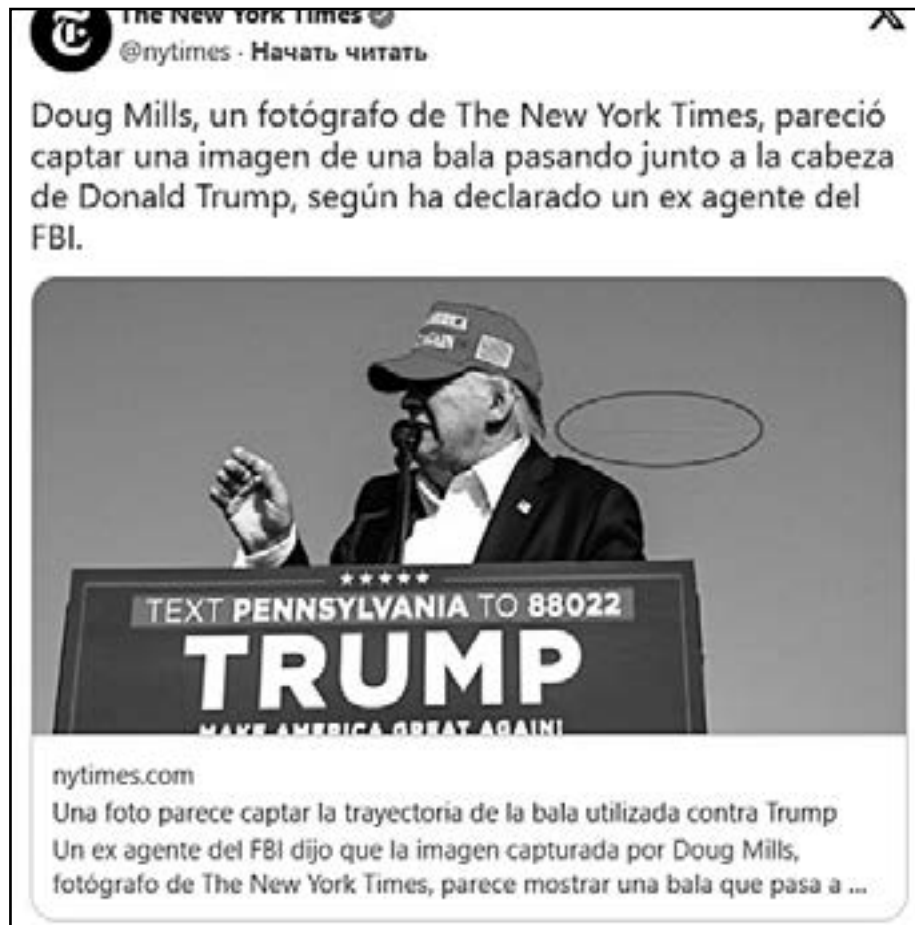 The New York Times
@nytimes · Начать читать
Doug Mills, un fotógrafo de The New York Times, pareció
captar una imagen de una bala pasando junto a la cabeza
de Donald Trump, según ha declarado un ex agente del
FBI.
AGAIN
★★★★★
TEXT PENNSYLVANIA TO 88022
TRUMP
MAKE AMERICA GREAT AGAIN!
nytimes.com
Una foto parece captar la trayectoria de la bala utilizada contra Trump
Un ex agente del FBI dijo que la imagen capturada por Doug Mills,
fotógrafo de The New York Times, parece mostrar una bala que pasa a ...